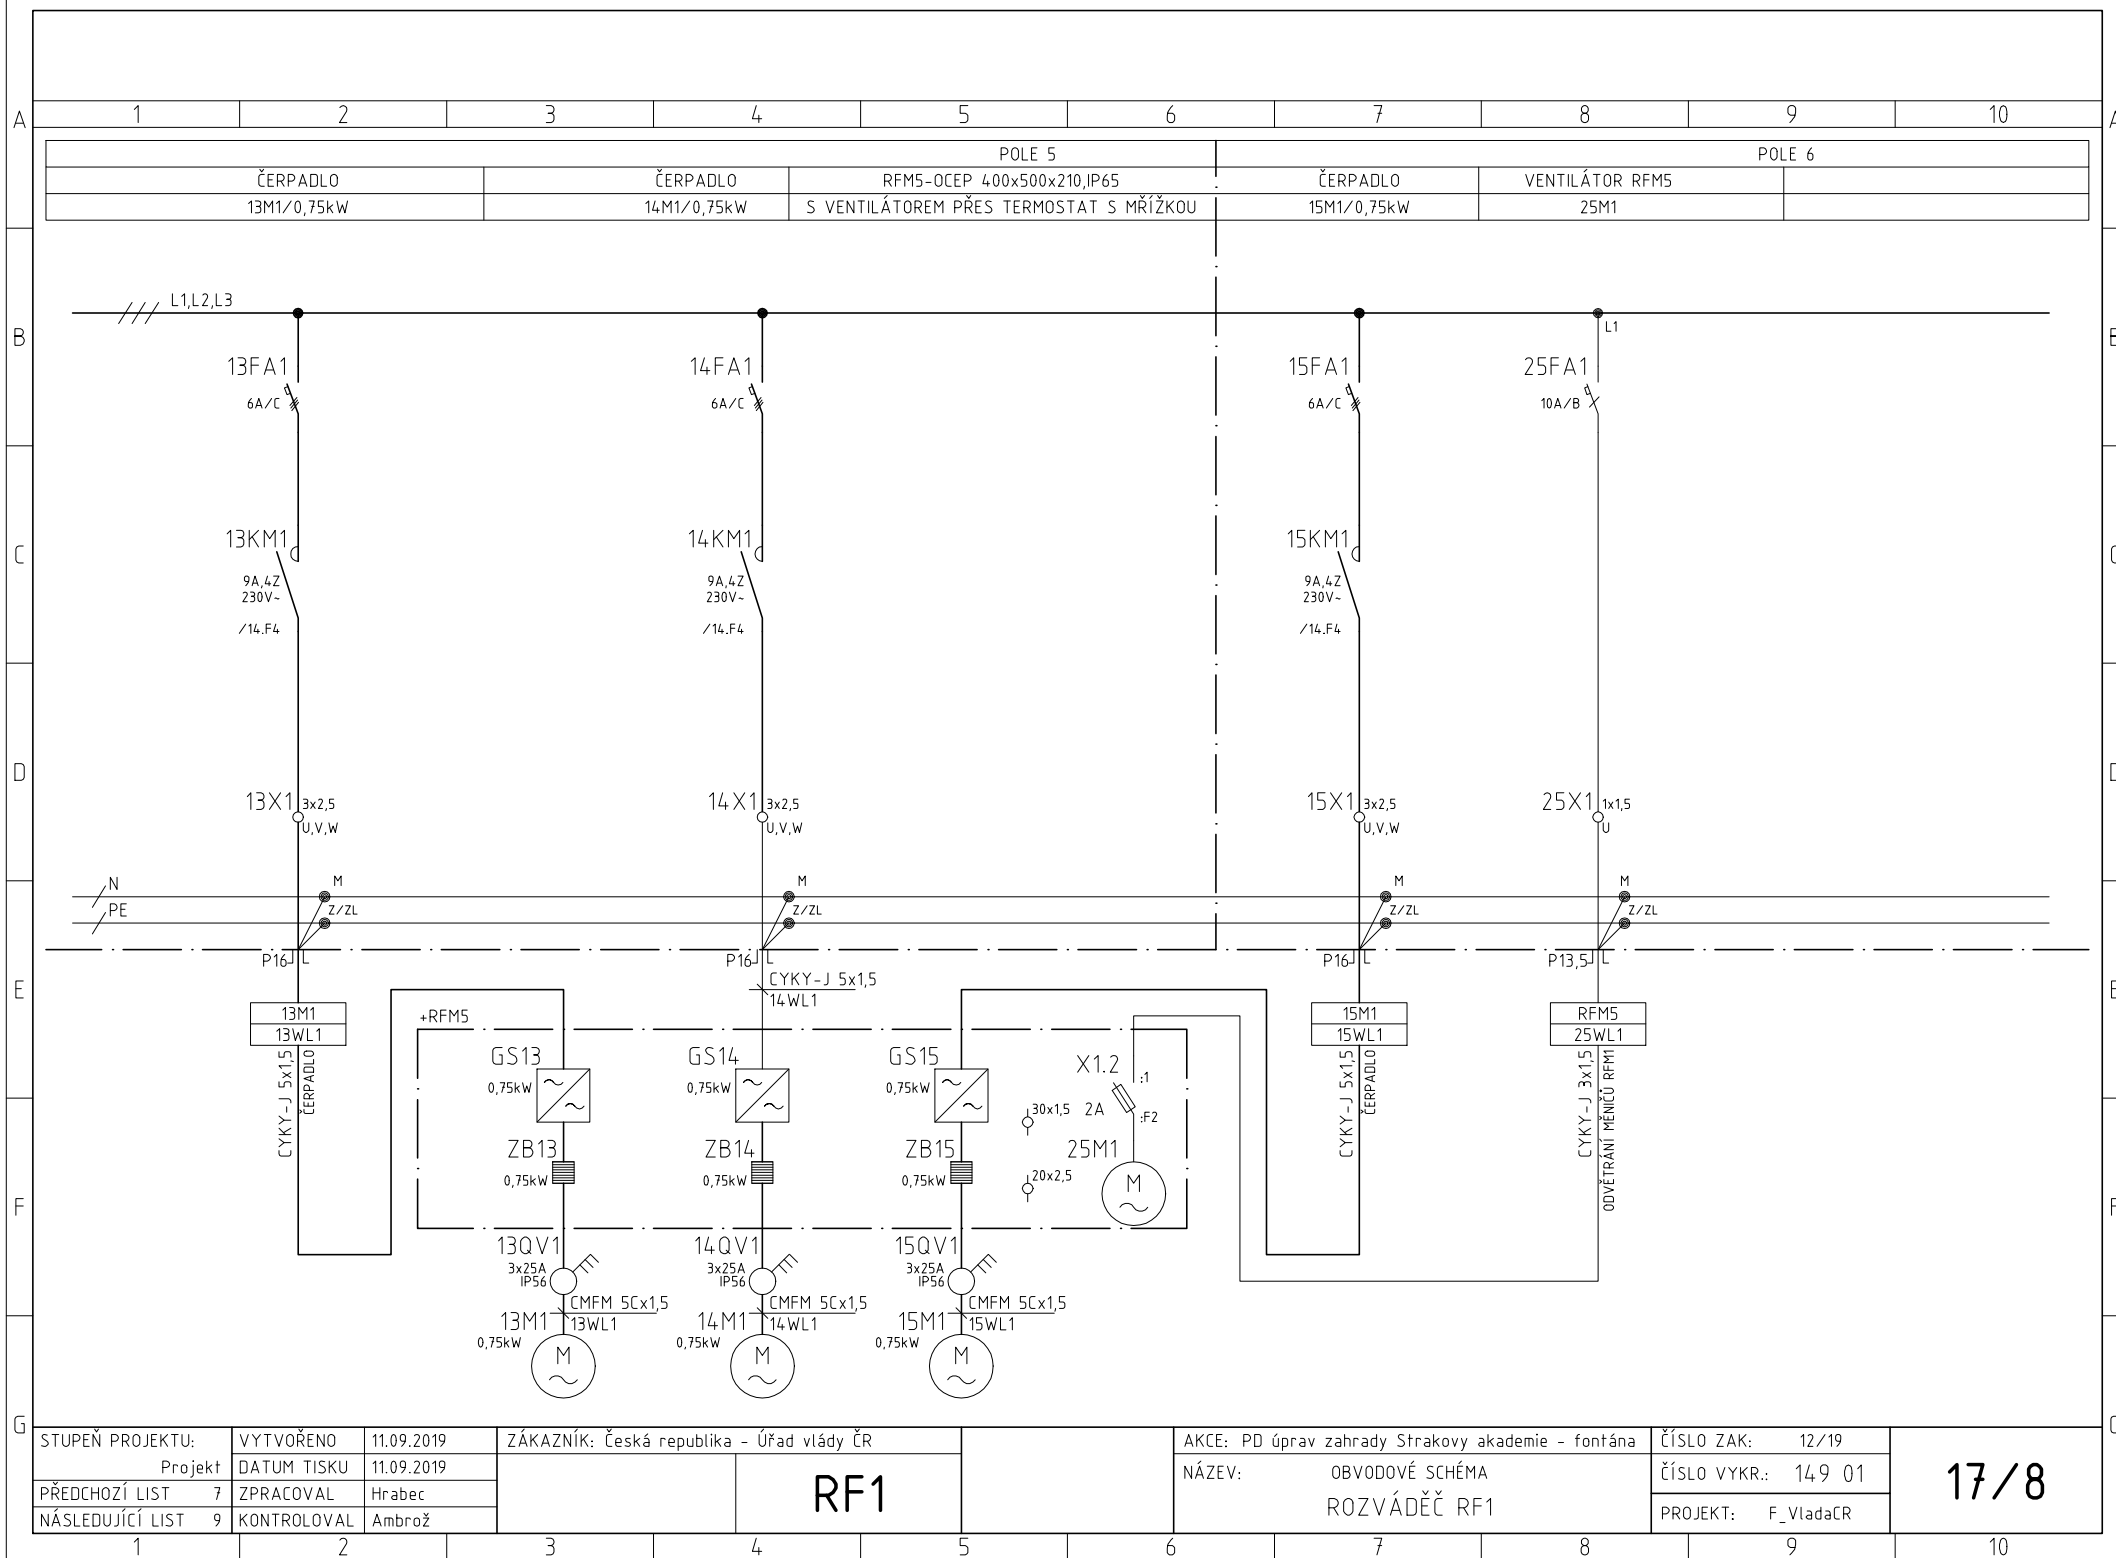 1 2 3 4 5 6 7 8 9 10
A
POLE 5 POLE 6
ČERPADLO ČERPADLO RFM5-OCEP 400x500x210,IP65 ČERPADLO VENTILÁTOR RFM5
13M1/0,75kW 14M1/0,75kW S VENTILÁTOREM PŘES TERMOSTAT S MŘÍŽKOU 15M1/0,75kW 25M1
L1,L2,L3
L1
B
13FA1 14FA1 15FA1 25FA1
6A/C 6A/C 6A/C 10A/B
C
13KM1 14KM1 15KM1
9A,4Z 9A,4Z 9A,4Z
230V~ 230V~ 230V~
/14.F4 /14.F4 /14.F4
D
13X1 3x2,5 14X1 3x2,5 15X1 3x2,5 25X1 1x1,5
U,V,W U,V,W U,V,W U
N M M M M
PE Z/ZL Z/ZL Z/ZL Z/ZL
P16 P16 P16 P13,5
E
CYKY-J 5x1,5
14WL1
13M1 15M1 RFM5
13WL1 15WL1 25WL1
CYKY-J 5x1,5
ČERPADLO
CYKY-J 5x1,5
ČERPADLO
CYKY-J 3x1,5
ODVĚTRÁNÍ MĚNIČŮ RFM1
+RFM5
GS13 GS14 GS15 X1.2
0,75kW 0,75kW 0,75kW :1
30x1,5 2A :F2
ZB13 ZB14 ZB15 25M1
0,75kW 0,75kW 0,75kW 20x2,5 M
F
13QV1 14QV1 15QV1
3x25A 3x25A 3x25A
IP56 IP56 IP56
CMFM 5Cx1,5 CMFM 5Cx1,5 CMFM 5Cx1,5
13M1 13WL1 14M1 14WL1 15M1 15WL1
0,75kW 0,75kW 0,75kW
M M M
G
STUPEŇ PROJEKTU: VYTVOŘENO 11.09.2019 ZÁKAZNÍK: Česká republika - Úřad vlády ČR AKCE: PD úprav zahrady Strakovy akademie - fontána ČÍSLO ZAK: 12/19
Projekt DATUM TISKU 11.09.2019 NÁZEV: OBVODOVÉ SCHÉMA ČÍSLO VYKR.: 149 01
PŘEDCHOZÍ LIST 7 ZPRACOVAL Hrabec RF1 ROZVÁDĚČ RF1 17/8
NÁSLEDUJÍCÍ LIST 9 KONTROLOVAL Ambrož PROJEKT: F_VladaCR
1 2 3 4 5 6 7 8 9 10